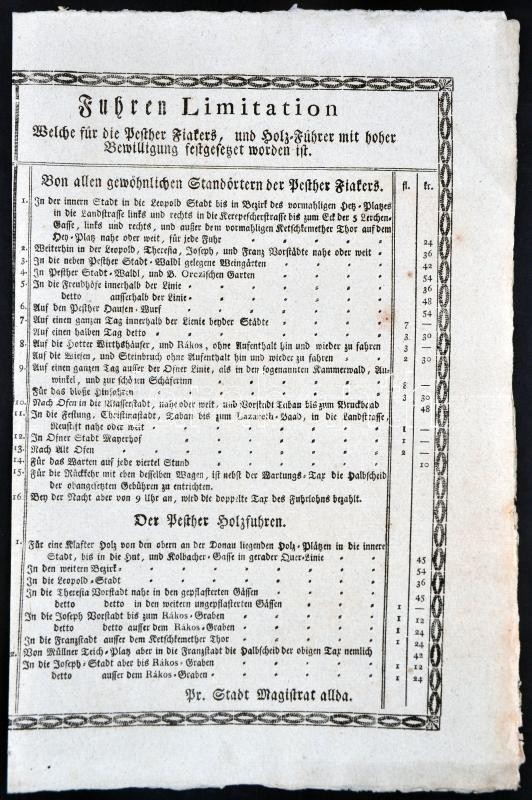 Fuhren Limitation
Welche für die Pesther Fiakers, und Holz-Führer mit hoher
Bewilligung festgesetzet worden ist.
Von allen gewöhnlichen Standörtern der Pesther Fiakers. fl. kr.
1. In der innern Stadt in die Leopold Stadt bis in Bezirk des vormahligen Hey-Platzes
in die Landstrasse links und rechts in die Kerepescherstrasse bis zum Eck der 5 Lerchen-
Gasse, links und rechts, und außer dem vormahligen Ketschkemether Thor auf dem
Hey-Platz nahe oder weit, für jede Fuhr 24
2. Weiterhin in der Leopold, Theresia, Joseph, und Franz Vorstädte nahe oder weit 36
3. In die neben Pesther Stadt-Waldl gelegene Weingärten 42
4. In Pesther Stadt-Waldl, und B. Orczischen Garten 54
5. In die Freudhöfe innerhalb der Linie 36
detto ausserhalb der Linie 48
6. Auf den Pesther Hausen-Wurf 54
7. Auf einen ganzen Tag innerhalb der Lienie beyder Städte 7 —
Auf einen halben Tag detto 3 30
8. Auf die Hotter Wirthshäuser, und Rákos, ohne Aufenthalt hin und wieder zu fahren 3 —
Auf die Wiesen, und Steinbruch ohne Aufenthalt hin und wieder zu fahren 3 30
9. Auf einen ganzen Tag ausser der Ofner Linie, als in den sogenannten Kammerwald, Au-
winkel, und zur schönen Schäferinn 8 —
Für das bloße Hinführen 3 30
10. Nach Ofen in die Wasserstadt, nahe oder weit, und Vorstadt Taban bis zum Bruckbad 48
11. In die Festung, Christinastadt, Taban bis zum Lazareth-Baad, in die Landstrasse,
Neustift nahe oder weit 1 —
12. In Ofner Stadt Mayerhof 1 —
13. Nach Alt Ofen 2 —
14. Für das Warten auf jede viertel Stund 10
15. Für die Rückkehr mit eben desselben Wagen, ist nebst der Wartungs-Tax die Halbscheid
der obangesetzten Gebühren zu entrichten.
16. Bey der Nacht aber von 9 Uhr an, wird die doppelte Tax des Fuhrlohns bezahlt.
Der Pesther Holzfuhren.
1. Für eine Klafter Holz von den obern an der Donau liegenden Holz-Plätzen in die innere
Stadt, bis in die Hut, und Kolbacher-Gasse in gerader Quer-Linie 45
In den weitern Bezirk 54
In die Leopold-Stadt 36
In die Theresia Vorstadt nahe in den gepflasterten Gässen 45
detto detto in den weitern ungepflasterten Gässen 1 —
In die Joseph Vorstadt bis zum Rákos-Graben 1 12
detto detto ausser dem Rákos-Graben 1 24
In die Franzstadt ausser dem Ketschkemether Thor 1 24
2. Von Müllner Teich-Platz aber in die Franzstadt die Halbscheid der obigen Tax nemlich 42
In die Joseph-Stadt aber bis Rákos-Graben 1 12
detto ausser dem Rákos-Graben 1 24
Pr. Stadt Magistrat allda.